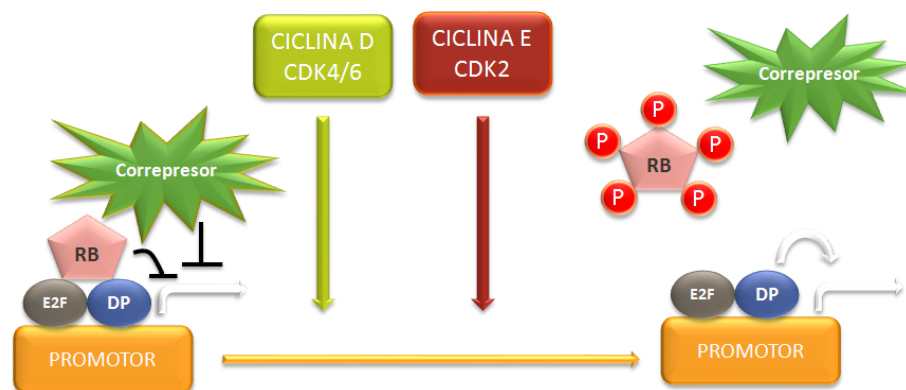 CICLINA D
CDK4/6
CICLINA E
CDK2
Correpresor
RB
E2F
DP
PROMOTOR
Correpresor
P
P
P
P
P
RB
E2F
DP
PROMOTOR